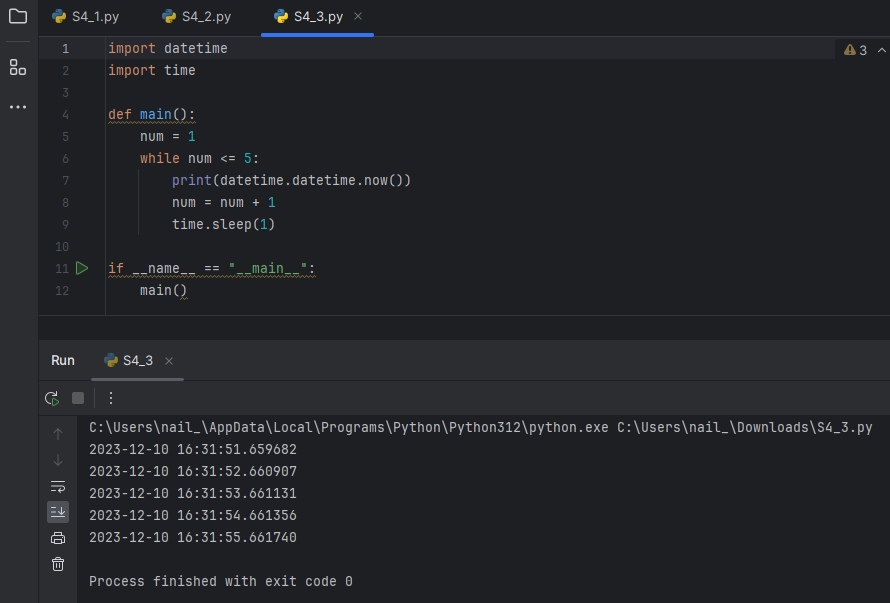 S4_1.py S4_2.py S4_3.py
1 import datetime 3
2 import time
3
4 def main():
5     num = 1
6     while num <= 5:
7         print(datetime.datetime.now())
8         num = num + 1
9         time.sleep(1)
10
11 if __name__ == "__main__":
12     main()
Run S4_3
C:\Users\nail_\AppData\Local\Programs\Python\Python312\python.exe C:\Users\nail_\Downloads\S4_3.py
2023-12-10 16:31:51.659682
2023-12-10 16:31:52.660907
2023-12-10 16:31:53.661131
2023-12-10 16:31:54.661356
2023-12-10 16:31:55.661740
Process finished with exit code 0